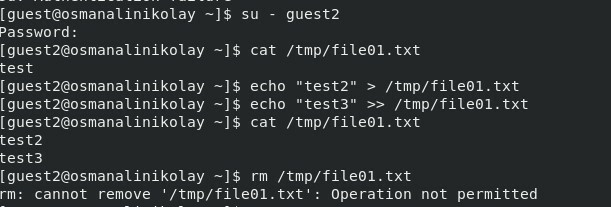 [guest@osmanalinikolay ~]$ su - guest2
Password:
[guest2@osmanalinikolay ~]$ cat /tmp/file01.txt
test
[guest2@osmanalinikolay ~]$ echo "test2" > /tmp/file01.txt
[guest2@osmanalinikolay ~]$ echo "test3" >> /tmp/file01.txt
[guest2@osmanalinikolay ~]$ cat /tmp/file01.txt
test2
test3
[guest2@osmanalinikolay ~]$ rm /tmp/file01.txt
rm: cannot remove '/tmp/file01.txt': Operation not permitted